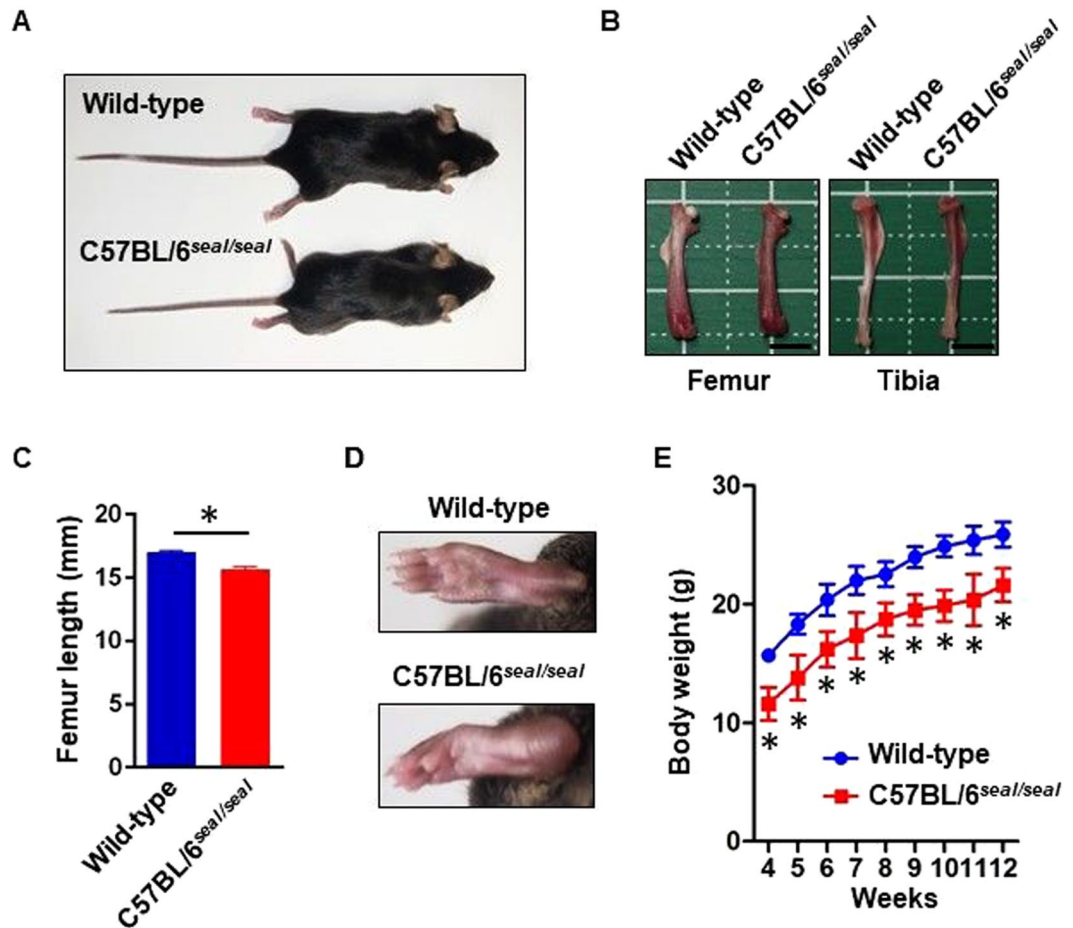 A
Wild-type
C57BL/6seal/seal
B
Wild-type
C57BL/6seal/seal
Wild-type
C57BL/6seal/seal
Femur
Tibia
C
Femur length (mm)
20
15
10
5
0
*
Wild-type
C57BL/6seal/seal
D
Wild-type
C57BL/6seal/seal
E
Body weight (g)
30
20
10
0
* * * * * * * * *
Wild-type
C57BL/6seal/seal
4 5 6 7 8 9 10 11 12
Weeks